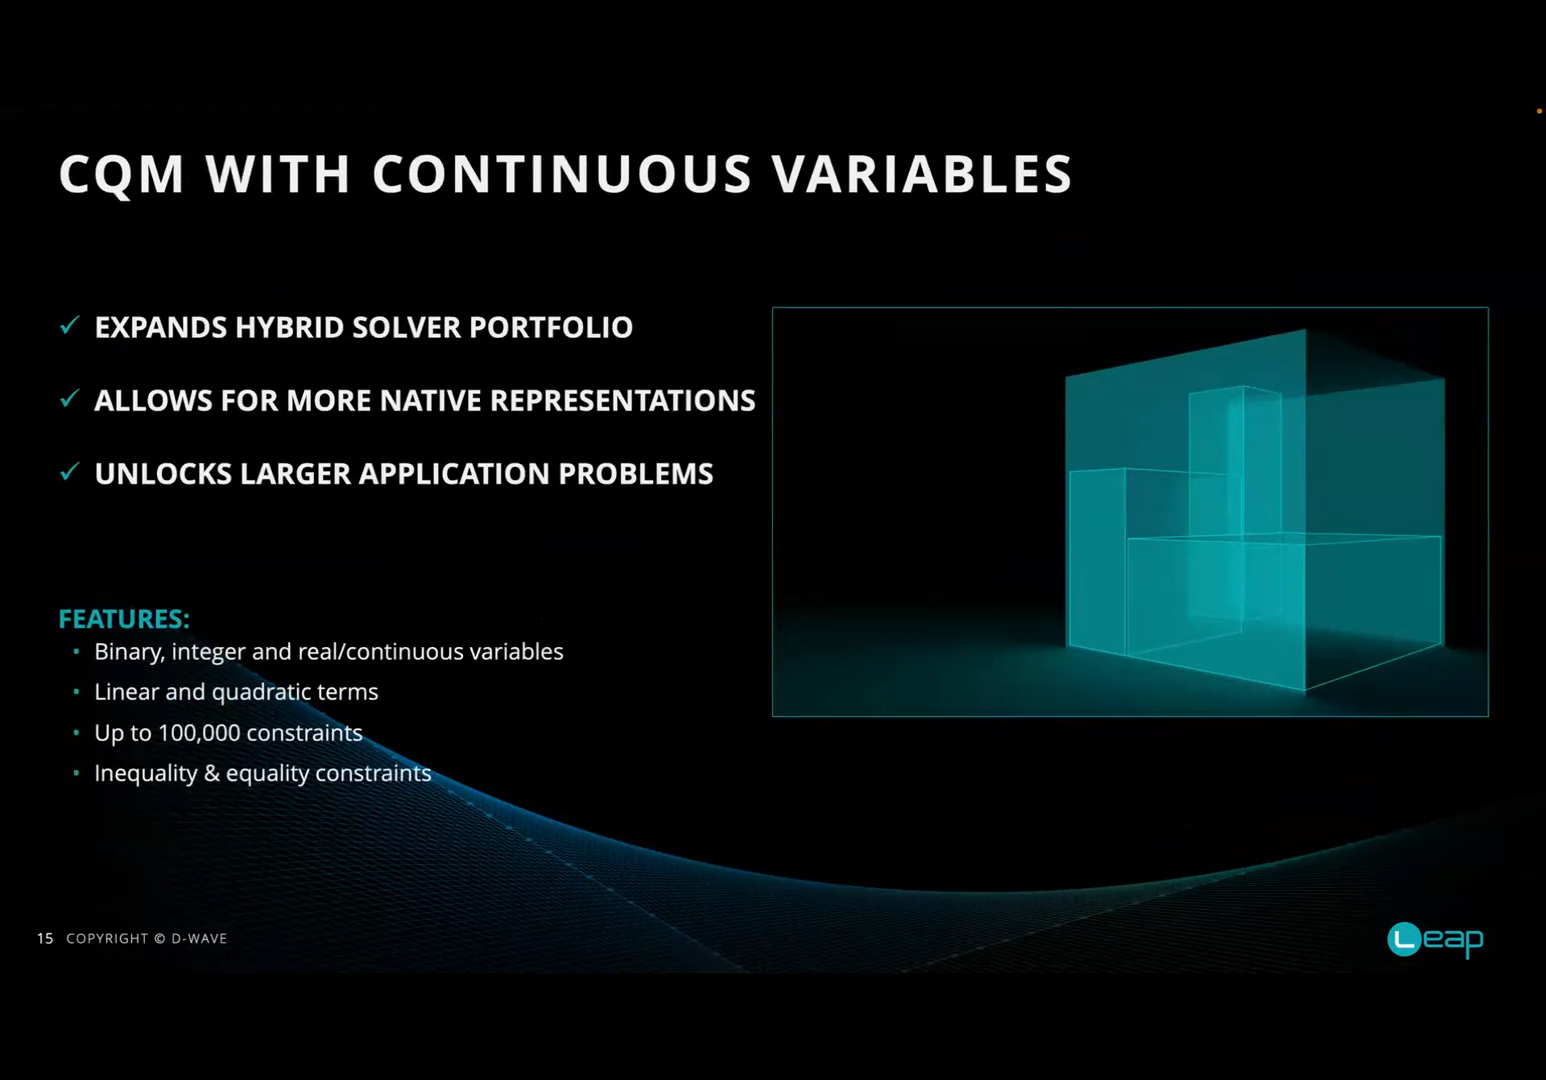 CQM WITH CONTINUOUS VARIABLES
✓ EXPANDS HYBRID SOLVER PORTFOLIO
✓ ALLOWS FOR MORE NATIVE REPRESENTATIONS
✓ UNLOCKS LARGER APPLICATION PROBLEMS
FEATURES:
• Binary, integer and real/continuous variables
• Linear and quadratic terms
• Up to 100,000 constraints
• Inequality & equality constraints
15 COPYRIGHT © D-WAVE
Leap